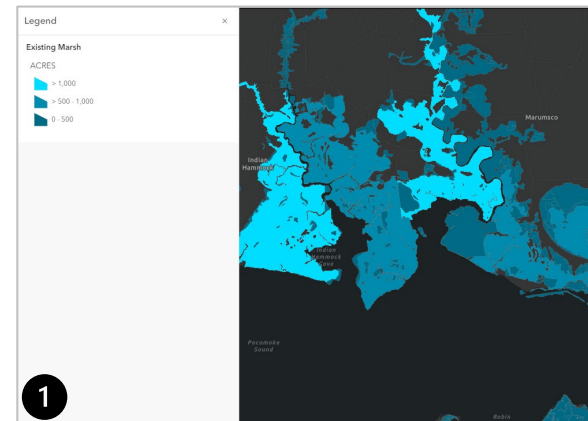 Legend ×
Existing Marsh
ACRES
> 1,000
> 500 - 1,000
0 - 500
Marumsco
Indian
Hammock
Indian
Hammock
Cove
Pocomoke
Sound
Robin
1